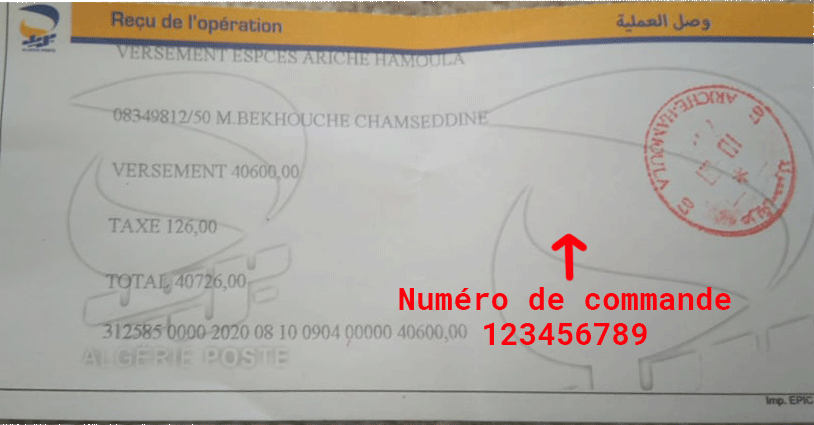 Reçu de l'opération
وصل العملية
ALGÉRIE POSTE
VERSEMENT ESPCES ARICHE HAMOULA
08349812/50 M.BEKHOUCHE CHAMSEDDINE
VERSEMENT 40600,00
TAXE 126,00
TOTAL 40726,00
Numéro de commande
123456789
312585 0000 2020 08 10 0904 00000 40600,00
ALGÉRIE POSTE
Imp. EPIC